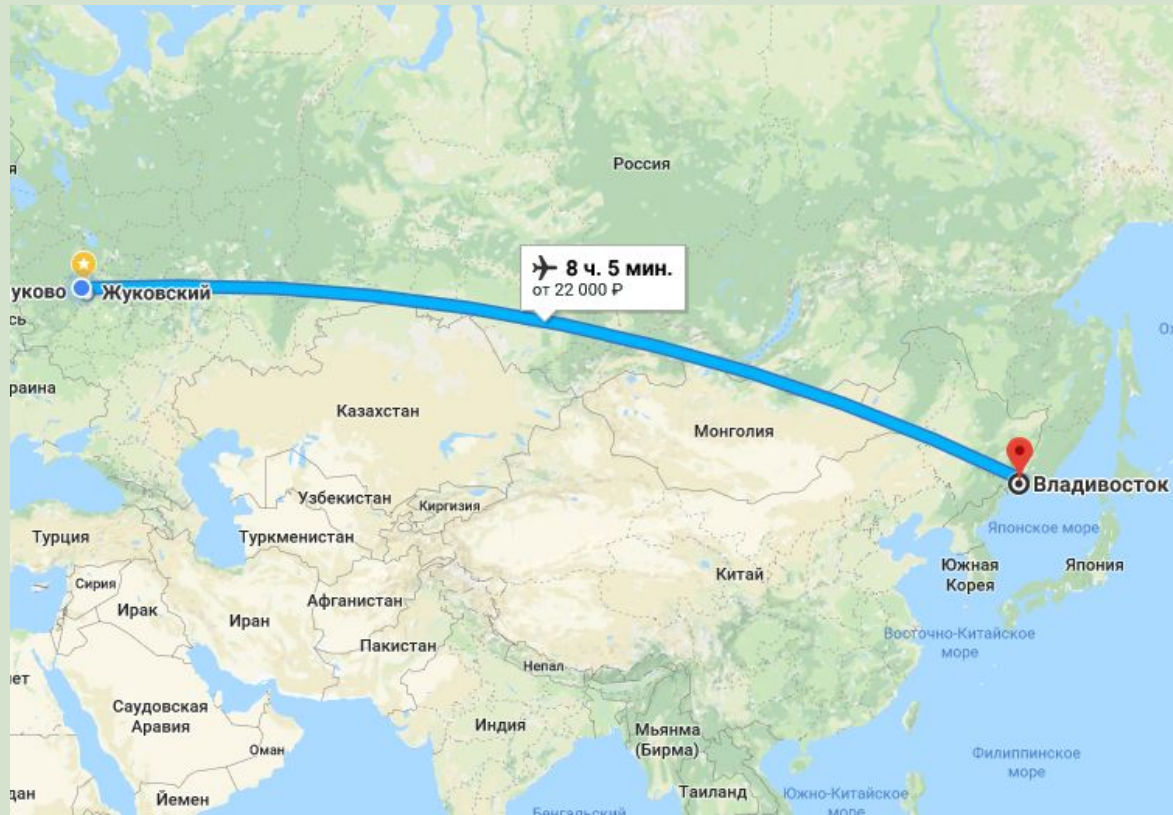 Россия
я
8 ч. 5 мин.
от 22 000 ₽
уково
Жуковский
сь
раина
Казахстан
Монголия
Владивосток
Узбекистан
Киргизия
Туркменистан
Турция
Японское море
Сирия
Афганистан
Китай
Южная
Корея
Япония
Ирак
Иран
Пакистан
Восточно-Китайское
море
Непал
ет
Саудовская
Аравия
Индия
Мьянма
(Бирма)
Оман
Филиппинское
море
дан
Йемен
Таиланд
Южно-Китайское
море
Бенгальский